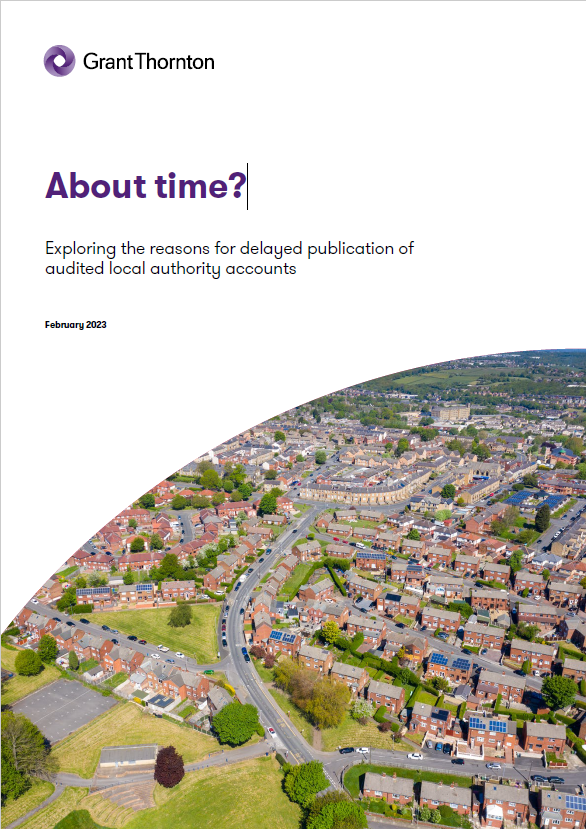 Grant Thornton
About time?
Exploring the reasons for delayed publication of
audited local authority accounts
February 2023